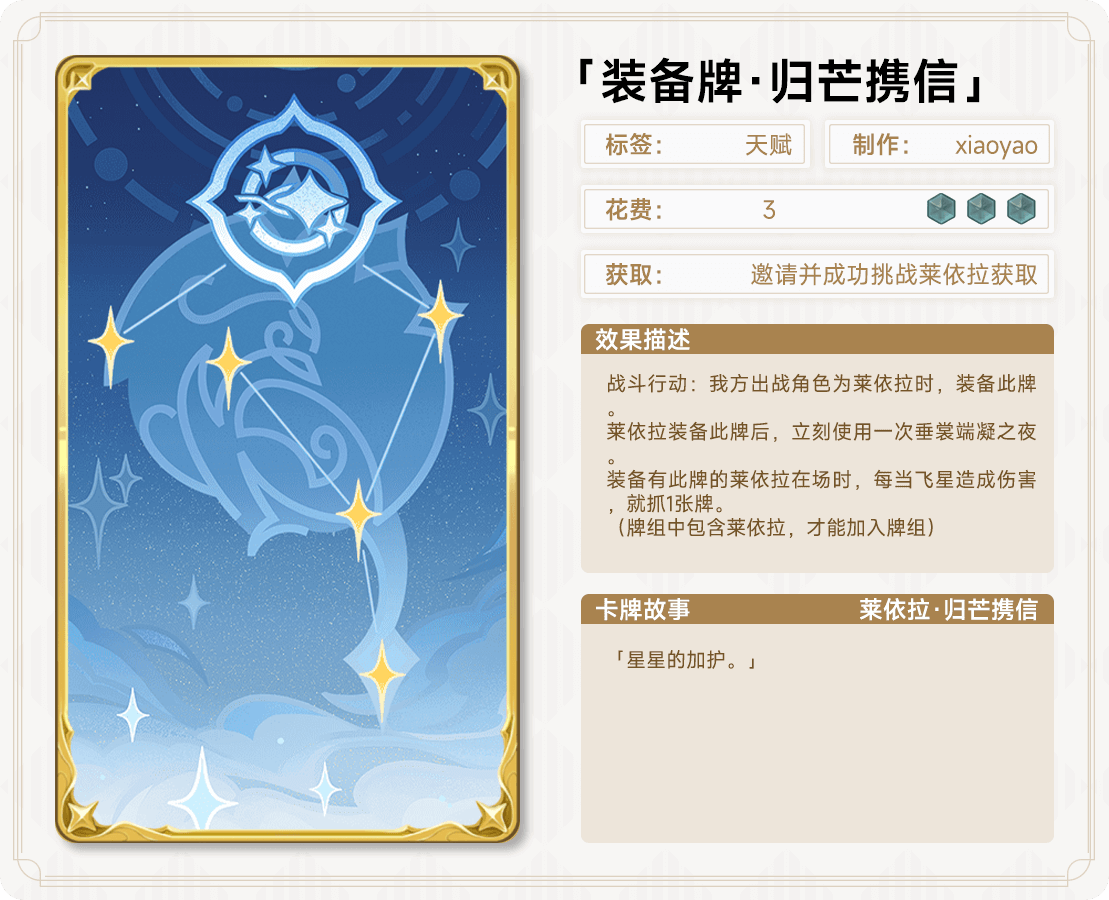 「装备牌·归芒携信」
标签： 天赋 制作： xiaoyao
花费： 3
获取： 邀请并成功挑战莱依拉获取
效果描述
战斗行动：我方出战角色为莱依拉时，装备此牌
。
莱依拉装备此牌后，立刻使用一次垂裳端凝之夜
。
装备有此牌的莱依拉在场时，每当飞星造成伤害
，就抓1张牌。
（牌组中包含莱依拉，才能加入牌组）
卡牌故事 莱依拉·归芒携信
「星星的加护。」